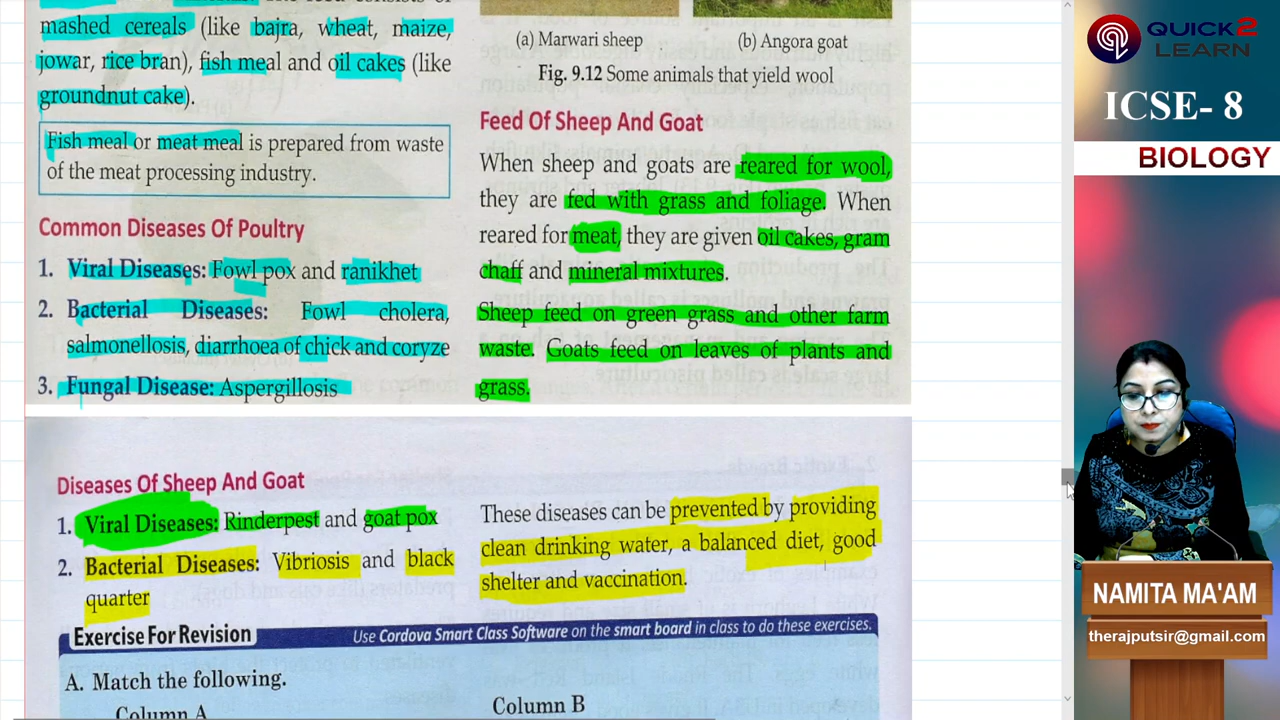 mashed cereals (like bajra, wheat, maize,
jowar, rice bran), fish meal and oil cakes (like
groundnut cake).
Fish meal or meat meal is prepared from waste
of the meat processing industry.
Common Diseases Of Poultry
1. Viral Diseases: Fowl pox and ranikhet
2. Bacterial Diseases: Fowl cholera,
salmonellosis, diarrhoea of chick and coryze
3. Fungal Disease: Aspergillosis
(a) Marwari sheep (b) Angora goat
Fig. 9.12 Some animals that yield wool
Feed Of Sheep And Goat
When sheep and goats are reared for wool,
they are fed with grass and foliage. When
reared for meat, they are given oil cakes, gram
chaff and mineral mixtures.
Sheep feed on green grass and other farm
waste. Goats feed on leaves of plants and
grass.
Diseases Of Sheep And Goat
1. Viral Diseases: Rinderpest and goat pox
2. Bacterial Diseases: Vibriosis and black
quarter
These diseases can be prevented by providing
clean drinking water, a balanced diet, good
shelter and vaccination.
Exercise For Revision Use Cordova Smart Class Software on the smart board in class to do these exercises.
A. Match the following.
Column A Column B
QUICK2
LEARN
ICSE- 8
BIOLOGY
NAMITA MA'AM
therajputsir@gmail.com